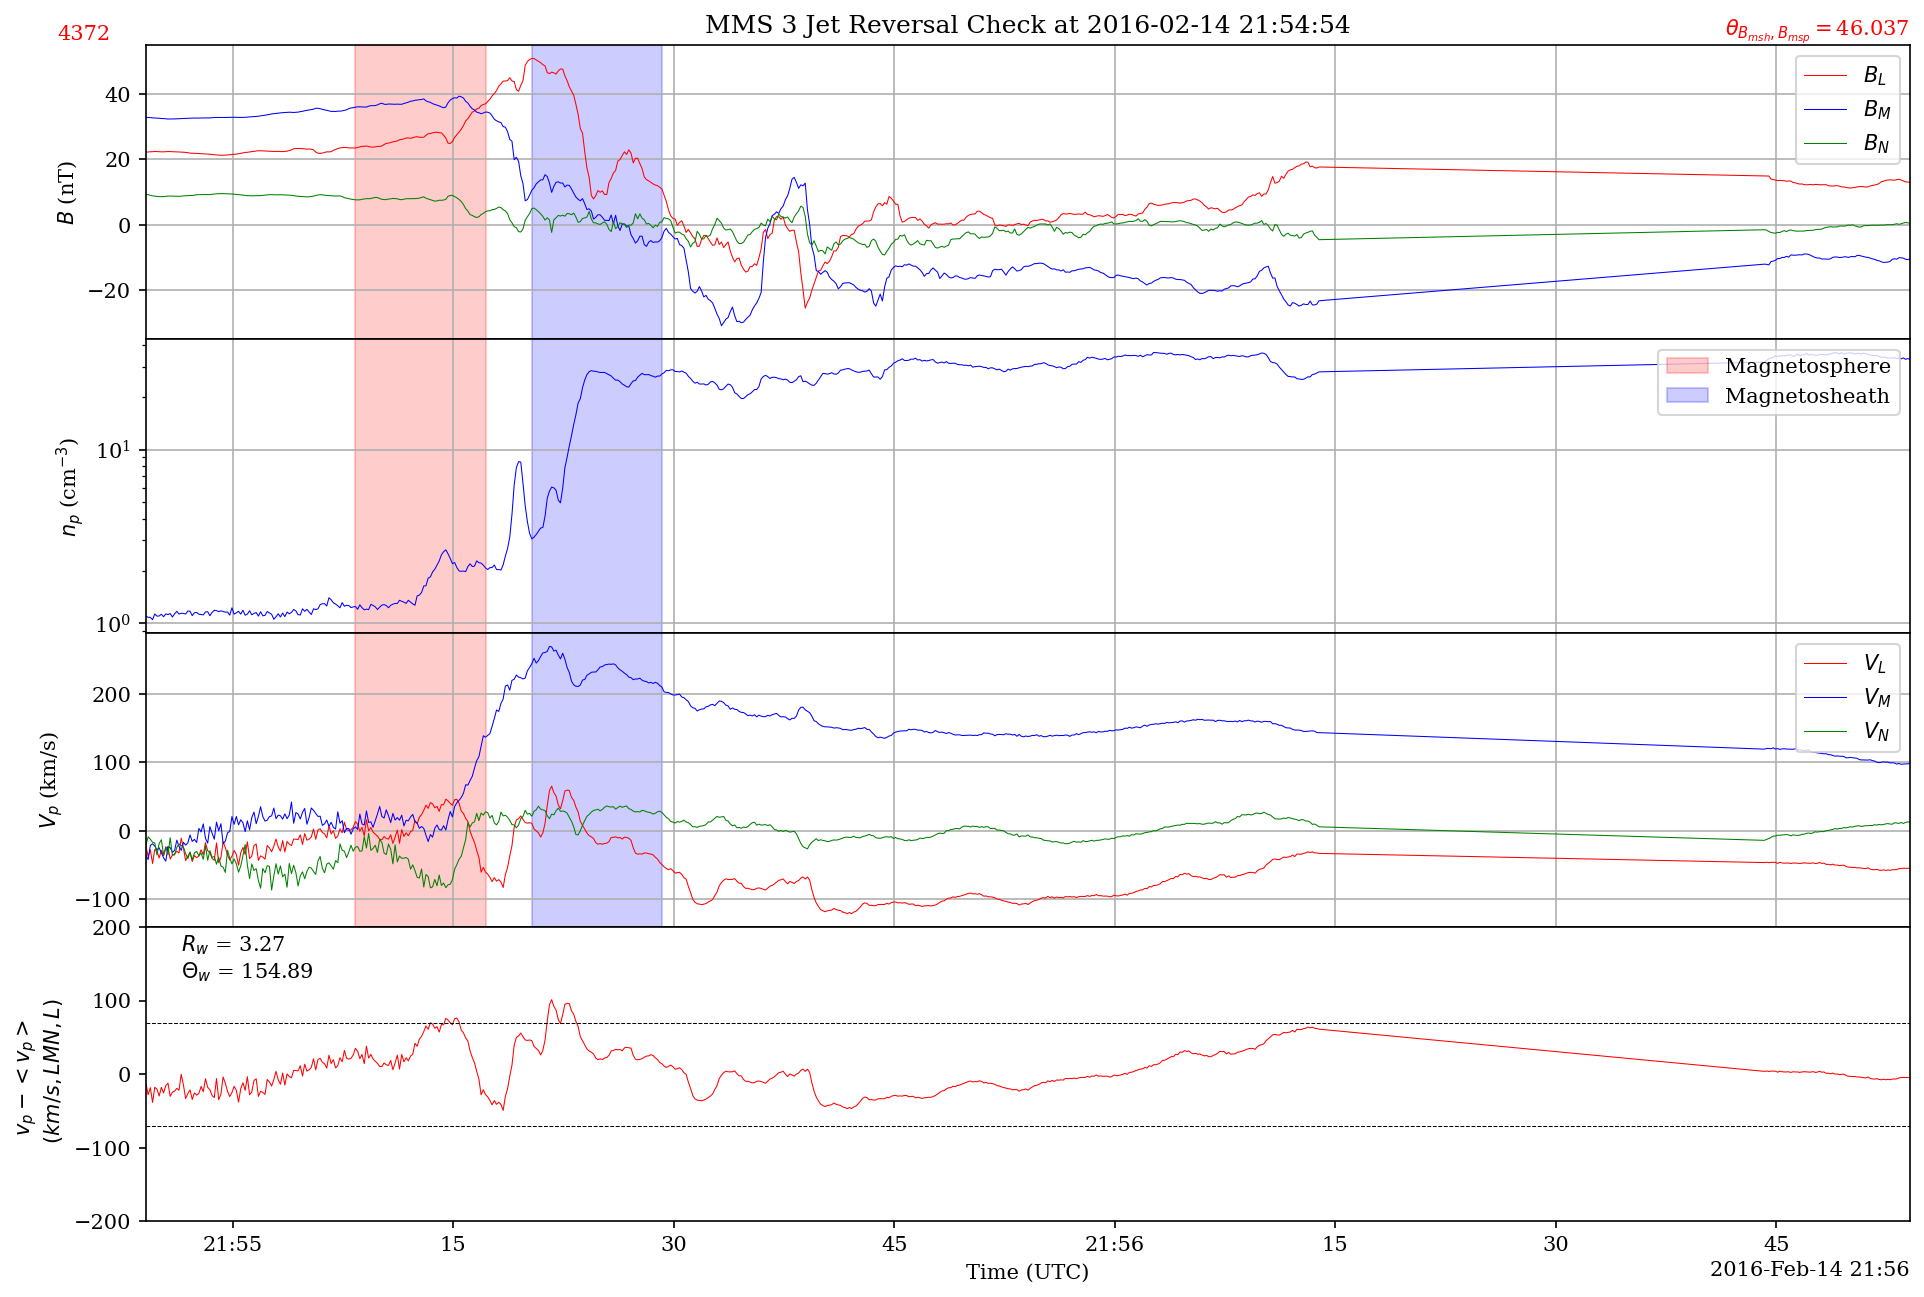 4372
MMS 3 Jet Reversal Check at 2016-02-14 21:54:54
θ_{B_{msh}, B_{msp}} = 46.037
B (nT)
40
20
0
−20
B_L
B_M
B_N
n_p (cm^{−3})
10^1
10^0
Magnetosphere
Magnetosheath
V_p (km/s)
200
100
0
−100
V_L
V_M
V_N
v_p − < v_p >
(km/s, LMN, L)
200
100
0
−100
−200
R_w = 3.27
Θ_w = 154.89
21:55 15 30 45 21:56 15 30 45
Time (UTC)
2016-Feb-14 21:56